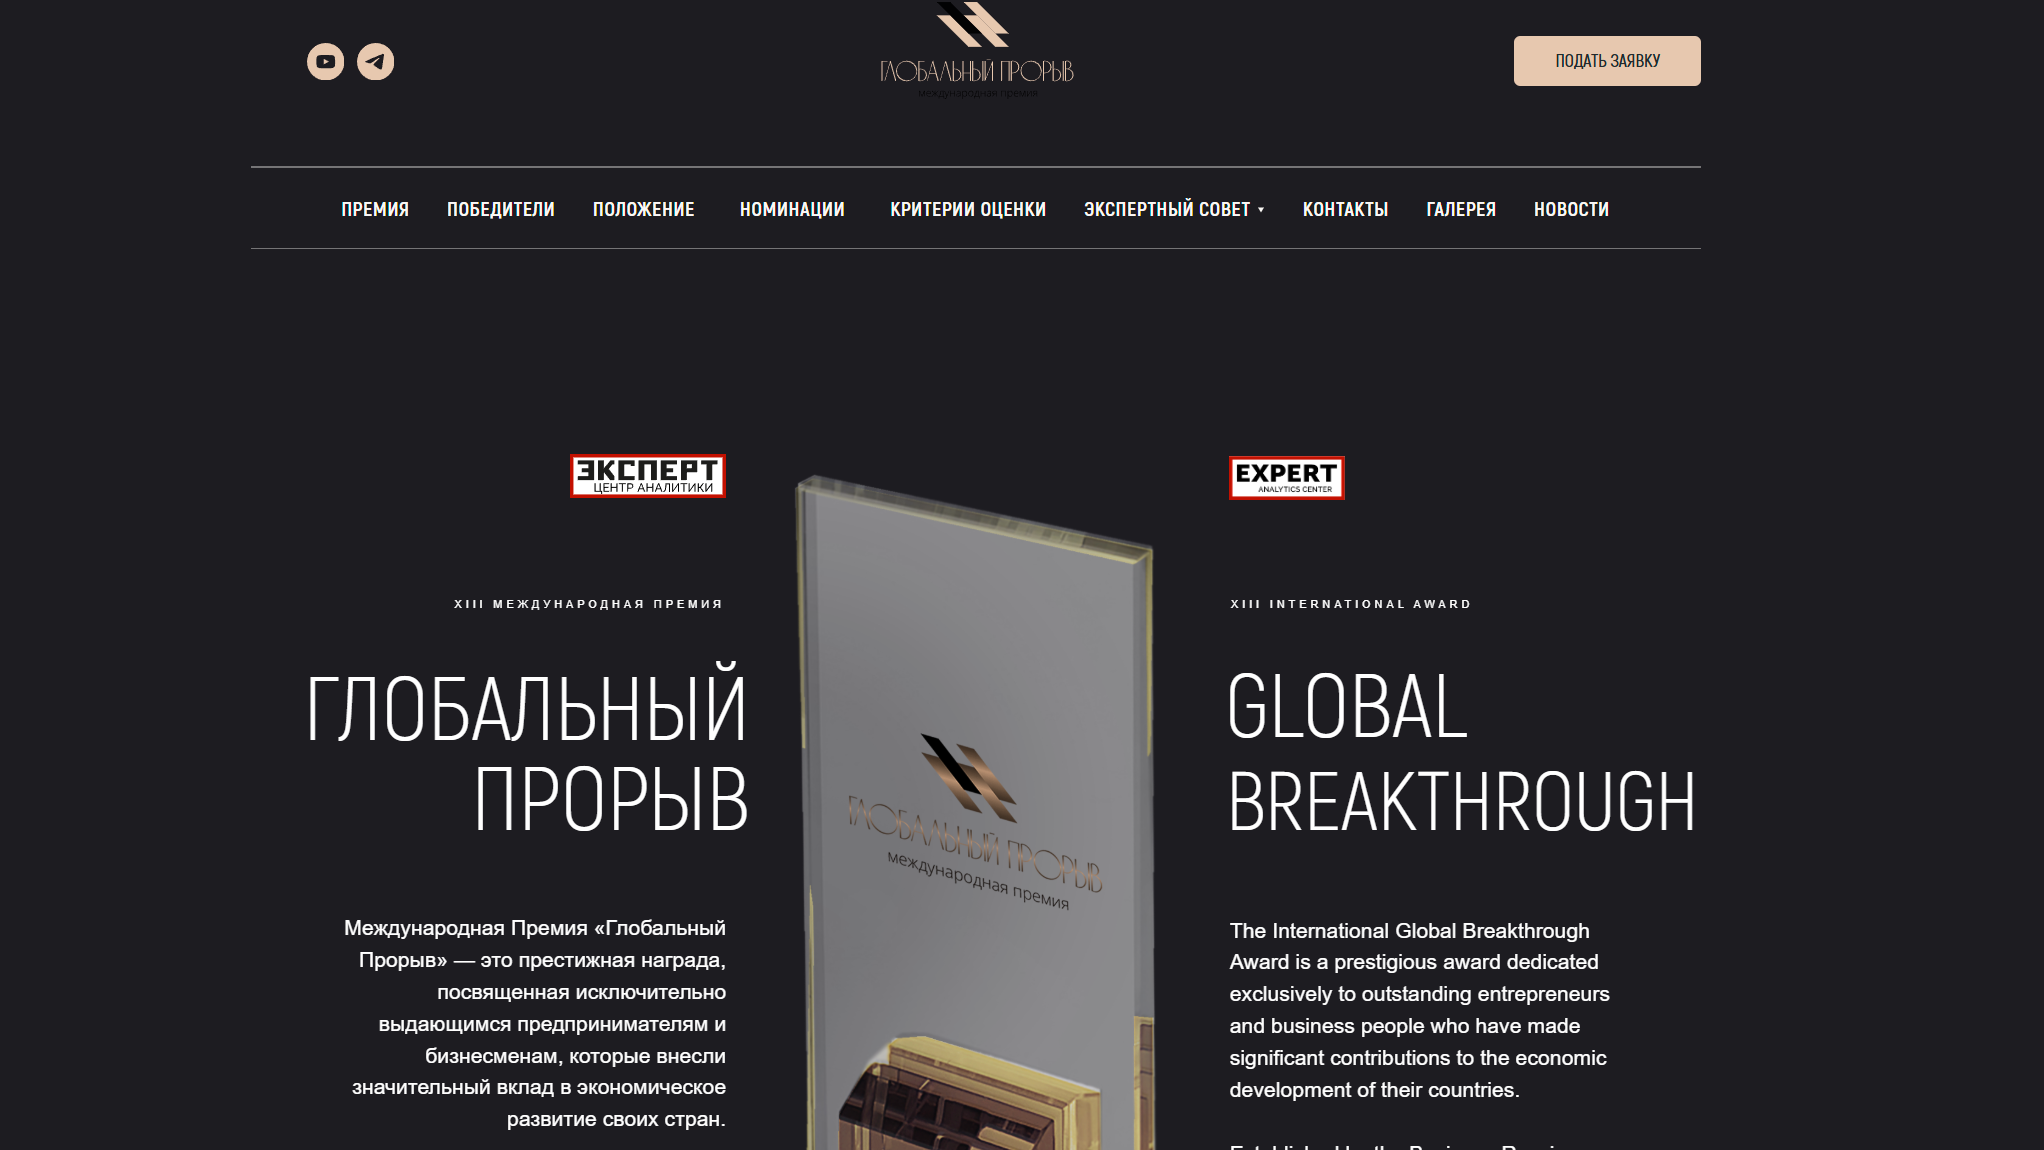 ГЛОБАЛЬНЫЙ ПРОРЫВ
международная премия
ПОДАТЬ ЗАЯВКУ
ПРЕМИЯ ПОБЕДИТЕЛИ ПОЛОЖЕНИЕ НОМИНАЦИИ КРИТЕРИИ ОЦЕНКИ ЭКСПЕРТНЫЙ СОВЕТ КОНТАКТЫ ГАЛЕРЕЯ НОВОСТИ
ЭКСПЕРТ
ЦЕНТР АНАЛИТИКИ
XIII МЕЖДУНАРОДНАЯ ПРЕМИЯ
ГЛОБАЛЬНЫЙ
ПРОРЫВ
Международная Премия «Глобальный
Прорыв» — это престижная награда,
посвященная исключительно
выдающимся предпринимателям и
бизнесменам, которые внесли
значительный вклад в экономическое
развитие своих стран.
ГЛОБАЛЬНЫЙ ПРОРЫВ
международная премия
EXPERT
ANALYTICS CENTER
XIII INTERNATIONAL AWARD
GLOBAL
BREAKTHROUGH
The International Global Breakthrough
Award is a prestigious award dedicated
exclusively to outstanding entrepreneurs
and business people who have made
significant contributions to the economic
development of their countries.